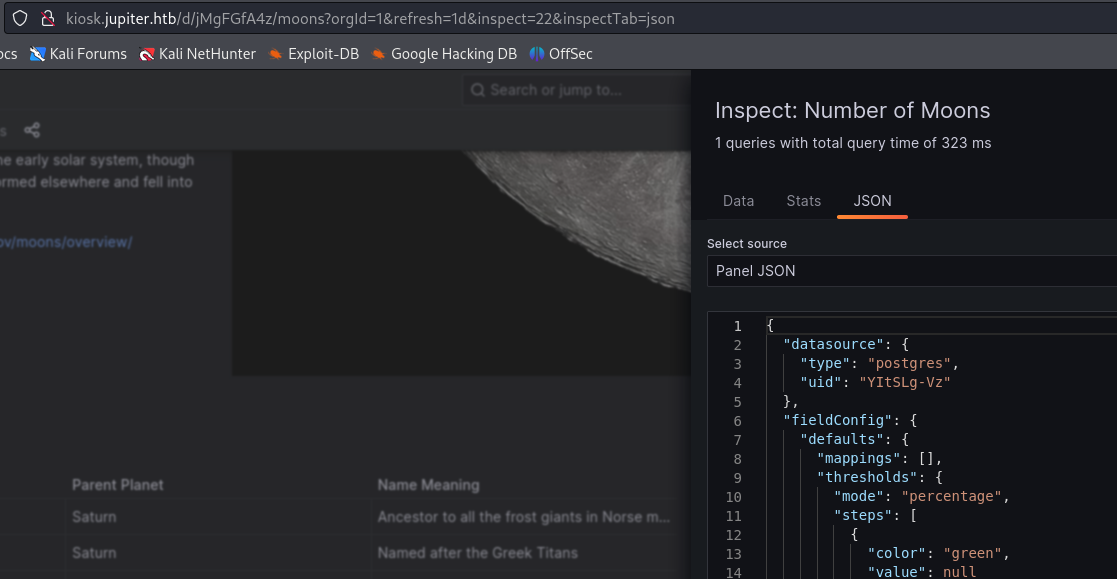 kiosk.jupiter.htb/d/jMgFGfA4z/moons?orgId=1&refresh=1d&inspect=22&inspectTab=json
ocs Kali Forums Kali NetHunter Exploit-DB Google Hacking DB OffSec
Search or jump to...
s
he early solar system, though
ormed elsewhere and fell into
ov/moons/overview/
Parent Planet Name Meaning
Saturn Ancestor to all the frost giants in Norse m...
Saturn Named after the Greek Titans
Inspect: Number of Moons
1 queries with total query time of 323 ms
Data Stats JSON
Select source
Panel JSON
1 {
2 "datasource": {
3 "type": "postgres",
4 "uid": "YItSLg-Vz"
5 },
6 "fieldConfig": {
7 "defaults": {
8 "mappings": [],
9 "thresholds": {
10 "mode": "percentage",
11 "steps": [
12 {
13 "color": "green",
14 "value": null